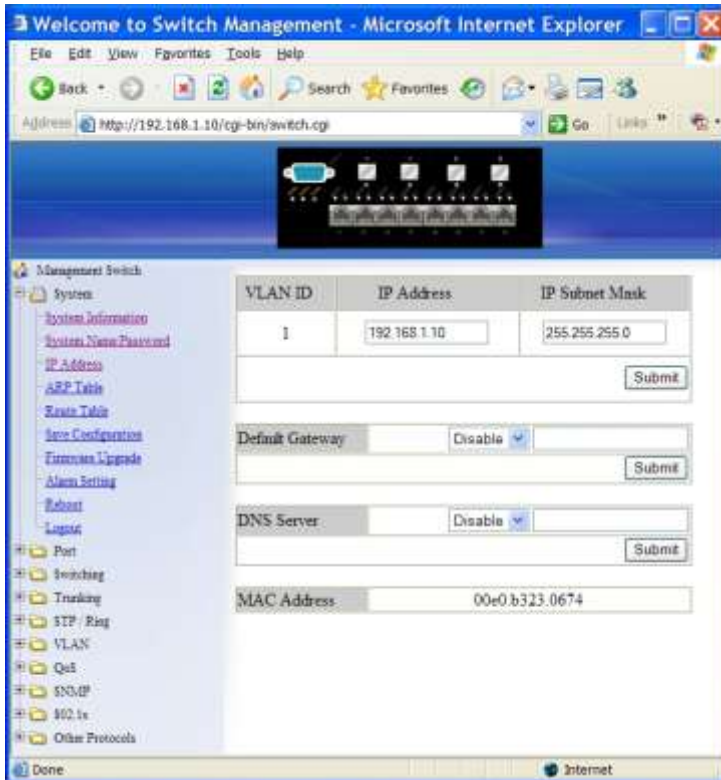 Welcome to Switch Management - Microsoft Internet Explorer
File Edit View Favorites Tools Help
Back Search Favorites
Address http://192.168.1.10/cgi-bin/switch.cgi Go Links »
Management Switch
System
System Information
System Name/Password
IP Address
ARP Table
Route Table
Save Configuration
Firmware Upgrade
Alarm Setting
Reboot
Logout
Port
Switching
Trunking
STP / Ring
VLAN
QoS
SNMP
802.1x
Other Protocols
VLAN ID IP Address IP Subnet Mask
1 192.168.1.10 255.255.255.0
Submit
Default Gateway Disable
Submit
DNS Server Disable
Submit
MAC Address 00e0.b323.0674
Done Internet